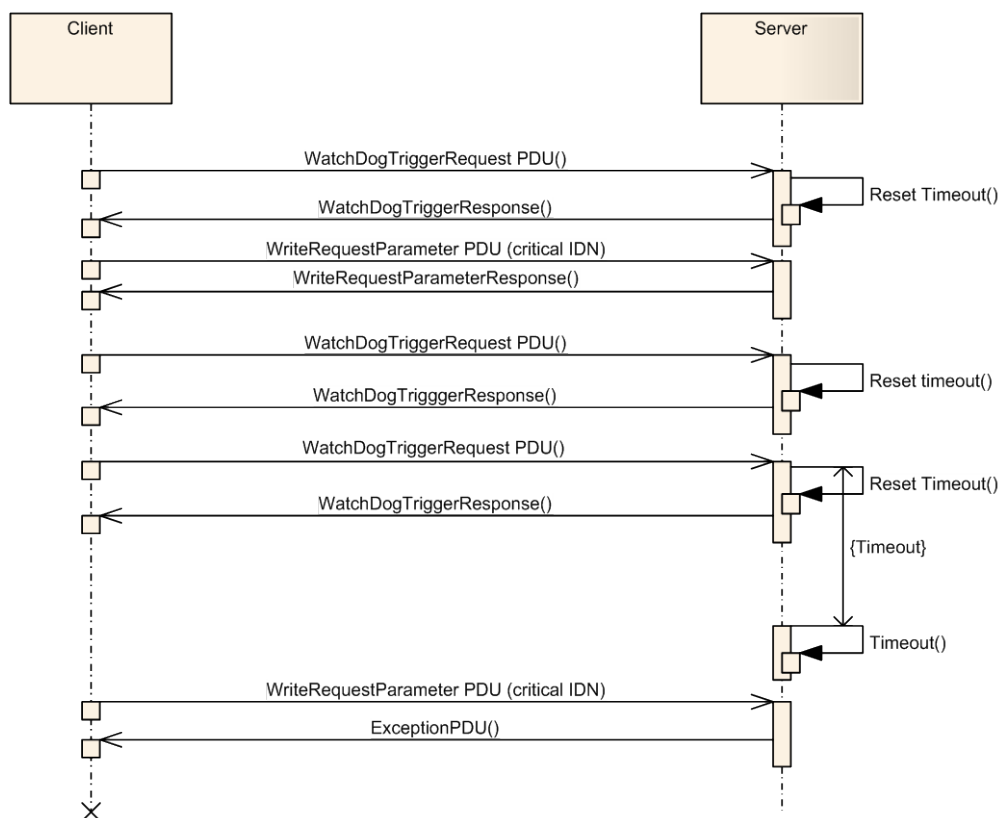 Client
Server
WatchDogTriggerRequest PDU()
Reset Timeout()
WatchDogTriggerResponse()
WriteRequestParameter PDU (critical IDN)
WriteRequestParameterResponse()
WatchDogTriggerRequest PDU()
Reset timeout()
WatchDogTrigggerResponse()
WatchDogTriggerRequest PDU()
Reset Timeout()
WatchDogTriggerResponse()
{Timeout}
Timeout()
WriteRequestParameter PDU (critical IDN)
ExceptionPDU()